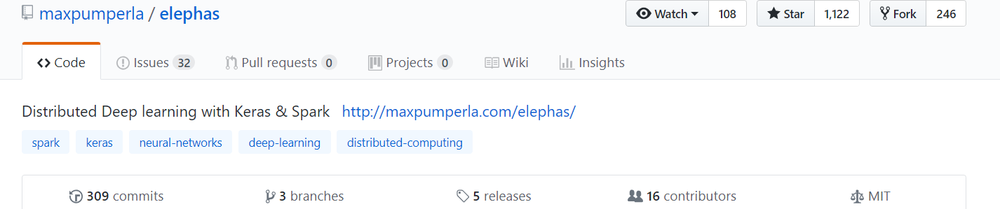 maxpumperla / elephas Watch 108 Star 1,122 Fork 246
Code Issues 32 Pull requests 0 Projects 0 Wiki Insights
Distributed Deep learning with Keras & Spark http://maxpumperla.com/elephas/
spark keras neural-networks deep-learning distributed-computing
309 commits 3 branches 5 releases 16 contributors MIT